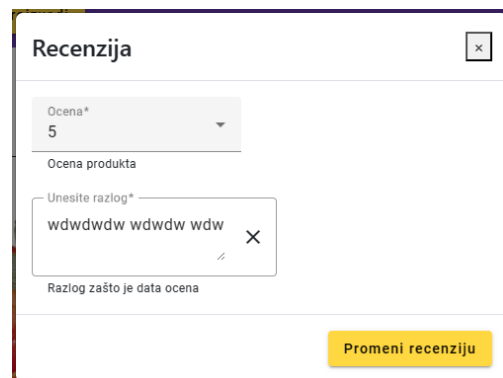 Recenzija
×
Ocena*
5
Ocena produkta
Unesite razlog*
wdwdwdw wdwdw wdw
Razlog zašto je data ocena
Promeni recenziju